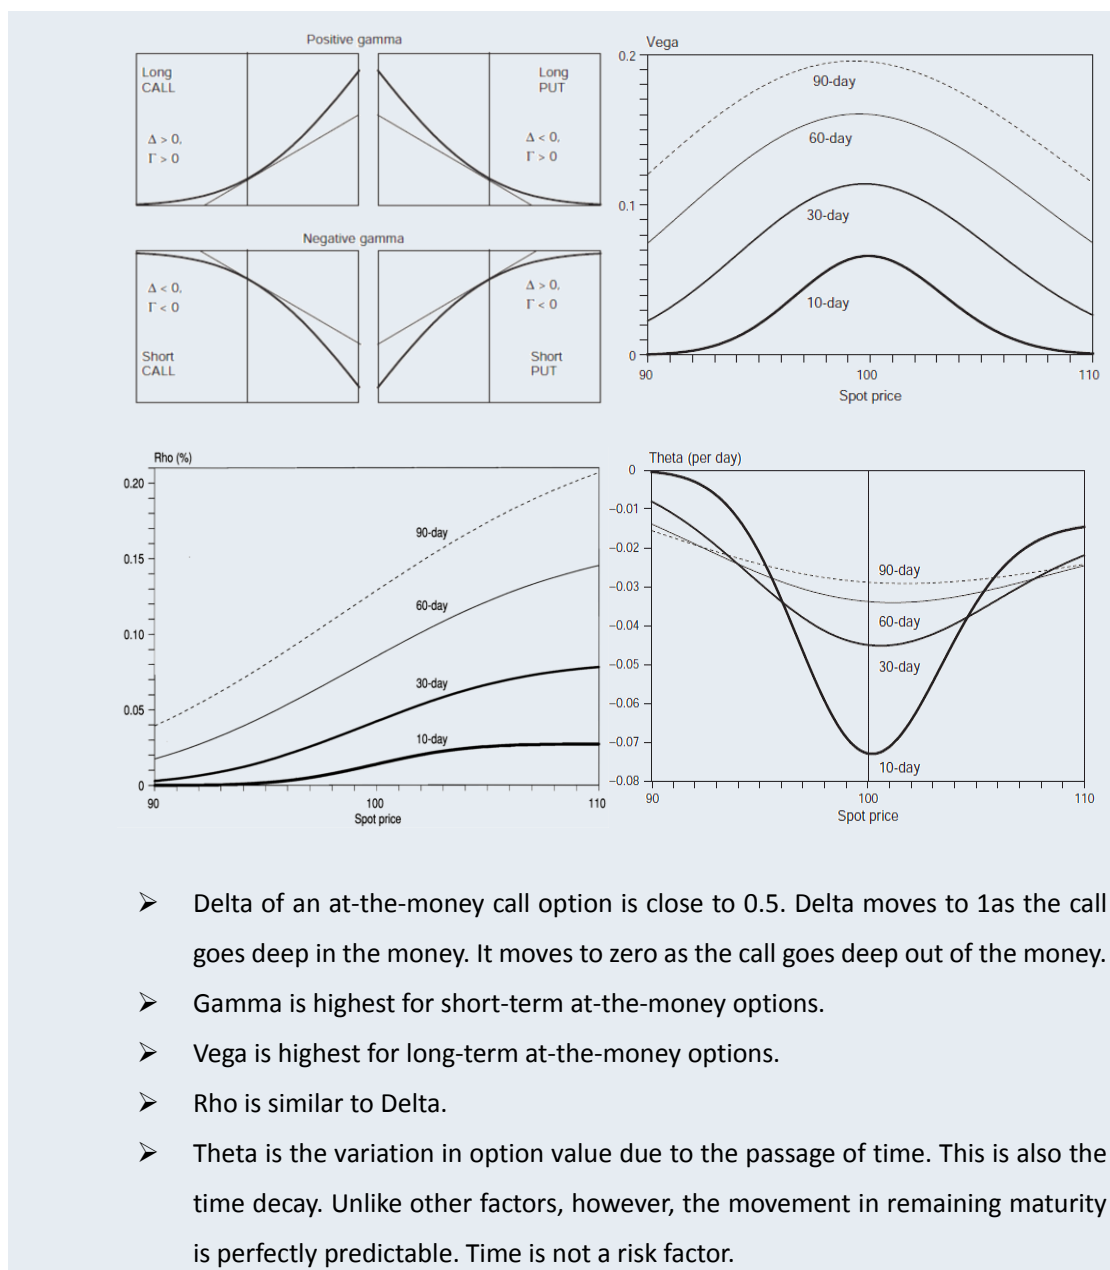 Positive gamma
Long
CALL
Δ > 0,
Γ > 0
Long
PUT
Δ < 0,
Γ > 0
Negative gamma
Δ < 0,
Γ < 0
Short
CALL
Δ > 0,
Γ < 0
Short
PUT
Vega
0.2
0.1
0
90-day
60-day
30-day
10-day
90
100
110
Spot price
Rho (%)
0.20
0.15
0.10
0.05
0
90-day
60-day
30-day
10-day
90
100
110
Spot price
Theta (per day)
0
−0.01
−0.02
−0.03
−0.04
−0.05
−0.06
−0.07
−0.08
90-day
60-day
30-day
10-day
90
100
110
Spot price
➢ Delta of an at-the-money call option is close to 0.5. Delta moves to 1as the call
goes deep in the money. It moves to zero as the call goes deep out of the money.
➢ Gamma is highest for short-term at-the-money options.
➢ Vega is highest for long-term at-the-money options.
➢ Rho is similar to Delta.
➢ Theta is the variation in option value due to the passage of time. This is also the
time decay. Unlike other factors, however, the movement in remaining maturity
is perfectly predictable. Time is not a risk factor.